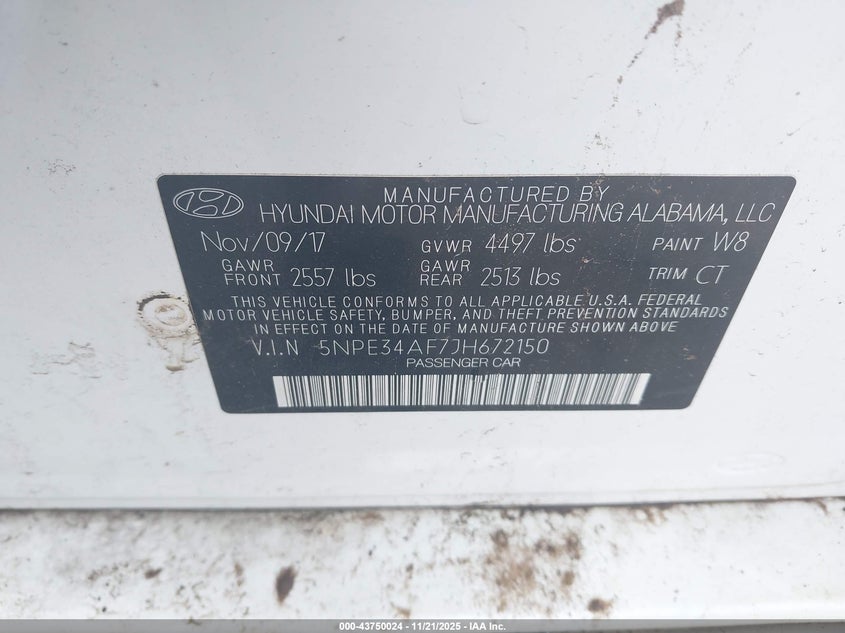 MANUFACTURED BY
HYUNDAI MOTOR MANUFACTURING ALABAMA, LLC
Nov/09/17 GVWR 4497 lbs PAINT W8
GAWR FRONT 2557 lbs GAWR REAR 2513 lbs TRIM CT
THIS VEHICLE CONFORMS TO ALL APPLICABLE U.S.A. FEDERAL
MOTOR VEHICLE SAFETY, BUMPER, AND THEFT PREVENTION STANDARDS
IN EFFECT ON THE DATE OF MANUFACTURE SHOWN ABOVE
V.I.N 5NPE34AF7JH672150
PASSENGER CAR
000-43750024 - 11/21/2025 - IAA Inc.